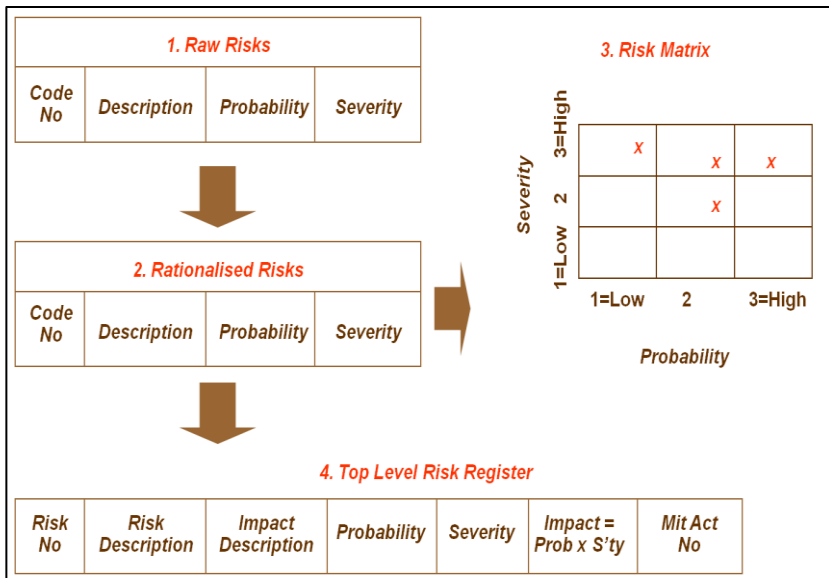 1. Raw Risks
Code No
Description
Probability
Severity
2. Rationalised Risks
Code No
Description
Probability
Severity
3. Risk Matrix
Severity
3=High
2
1=Low
x
x
x
x
1=Low
2
3=High
Probability
4. Top Level Risk Register
Risk No
Risk Description
Impact Description
Probability
Severity
Impact = Prob x S'ty
Mit Act No